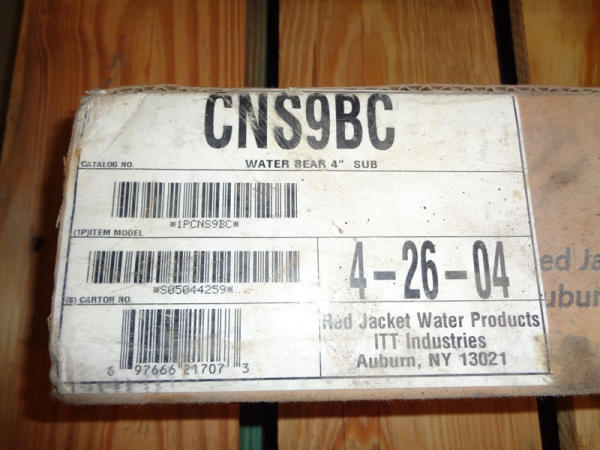 CNS9BC
CATALOG NO.
WATER BEAR 4" SUB
*1PCNS9BC*
(1P)ITEM MODEL
*S05044259*
(S) CARTON NO.
4-26-04
Red Jacket Water Products
ITT Industries
Auburn, NY 13021
6 97666 21707 3
ed Ja
ubur